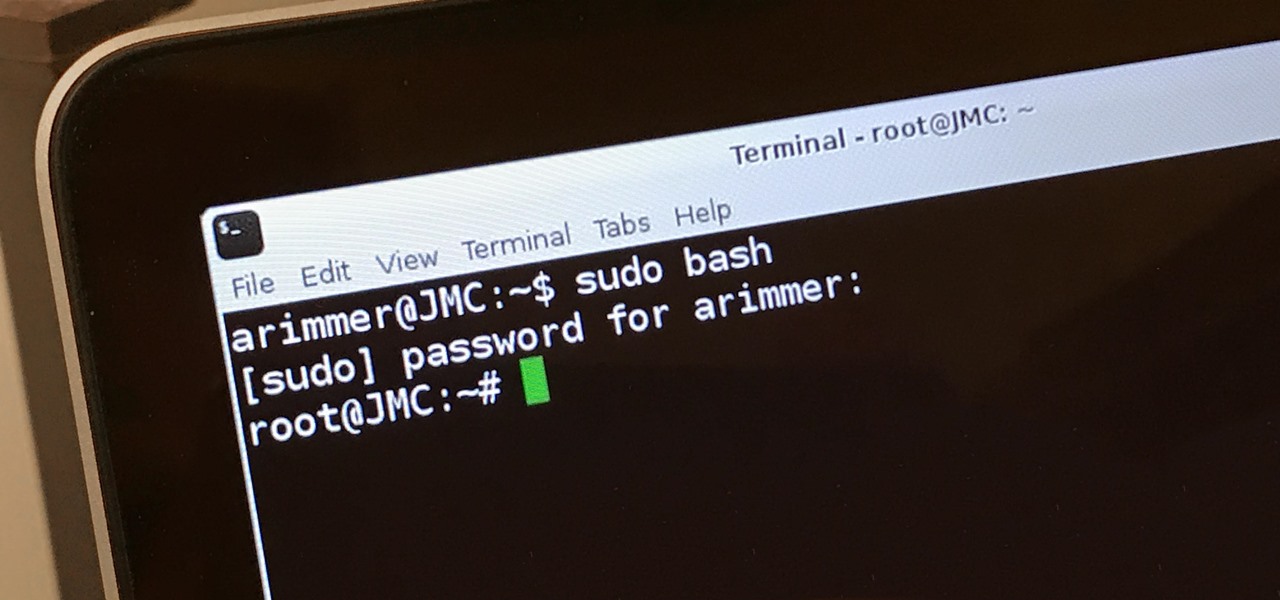 Terminal - root@JMC: ~
$_
File Edit View Terminal Tabs Help
arimmer@JMC:~$ sudo bash
[sudo] password for arimmer:
root@JMC:~#